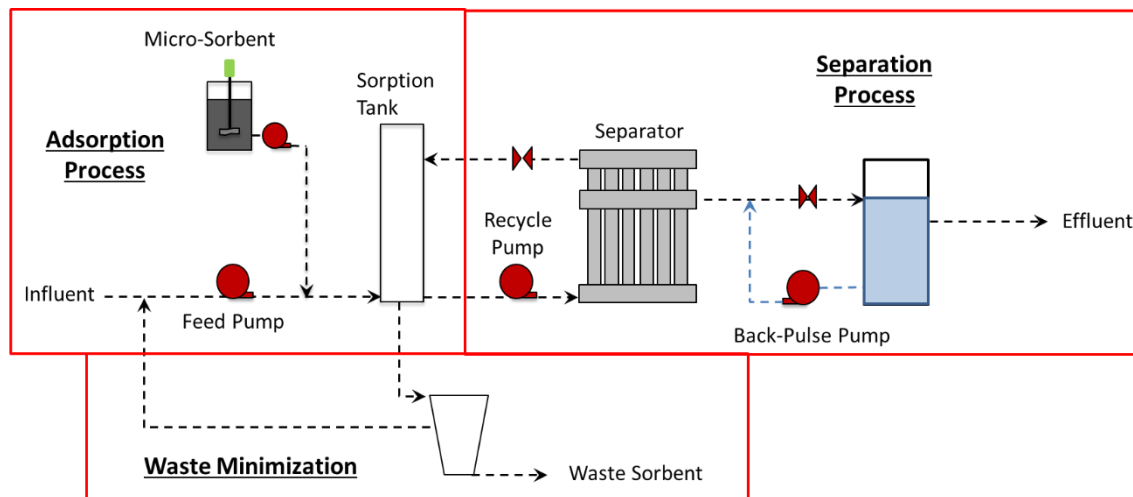 Micro-Sorbent
Adsorption
Process
Sorption
Tank
Influent
Feed Pump
Separation
Process
Separator
Recycle
Pump
Effluent
Back-Pulse Pump
Waste Minimization
Waste Sorbent